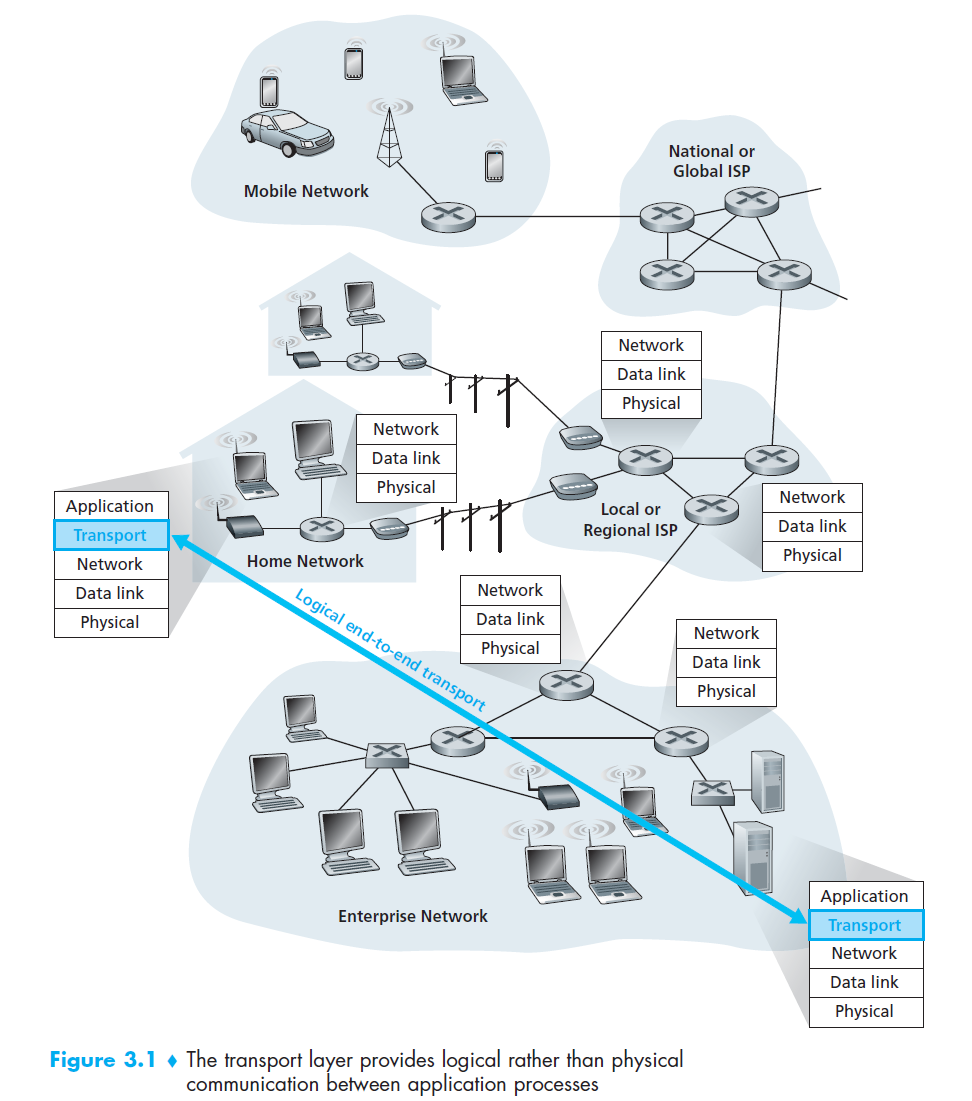 Mobile Network
National or
Global ISP
Network
Data link
Physical
Network
Data link
Physical
Application
Transport
Network
Data link
Physical
Home Network
Local or
Regional ISP
Network
Data link
Physical
Network
Data link
Physical
Logical end-to-end transport
Network
Data link
Physical
Enterprise Network
Application
Transport
Network
Data link
Physical
Figure 3.1 ♦ The transport layer provides logical rather than physical
communication between application processes